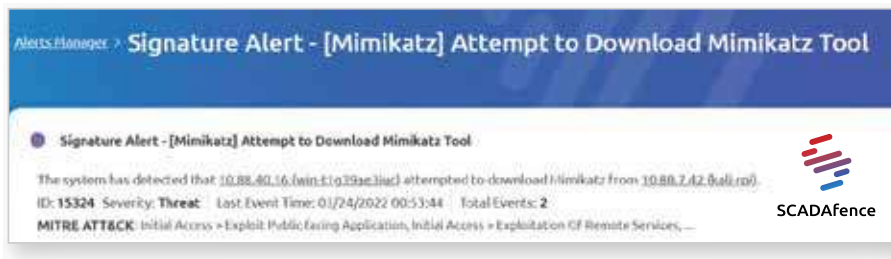 Alerts Manager > Signature Alert - [Mimikatz] Attempt to Download Mimikatz Tool
Signature Alert - [Mimikatz] Attempt to Download Mimikatz Tool
The system has detected that 10.88.40.16 attempted to download Mimikatz from 10.80.7.42 (kali-rpi).
ID: 15324 Severity: Threat Last Event Time: 03/24/2022 00:53:44 Total Events: 2
MITRE ATT&CK Initial Access > Exploit Public facing Application, Initial Access > Exploitation Of Remote Services, ...
SCADAfence